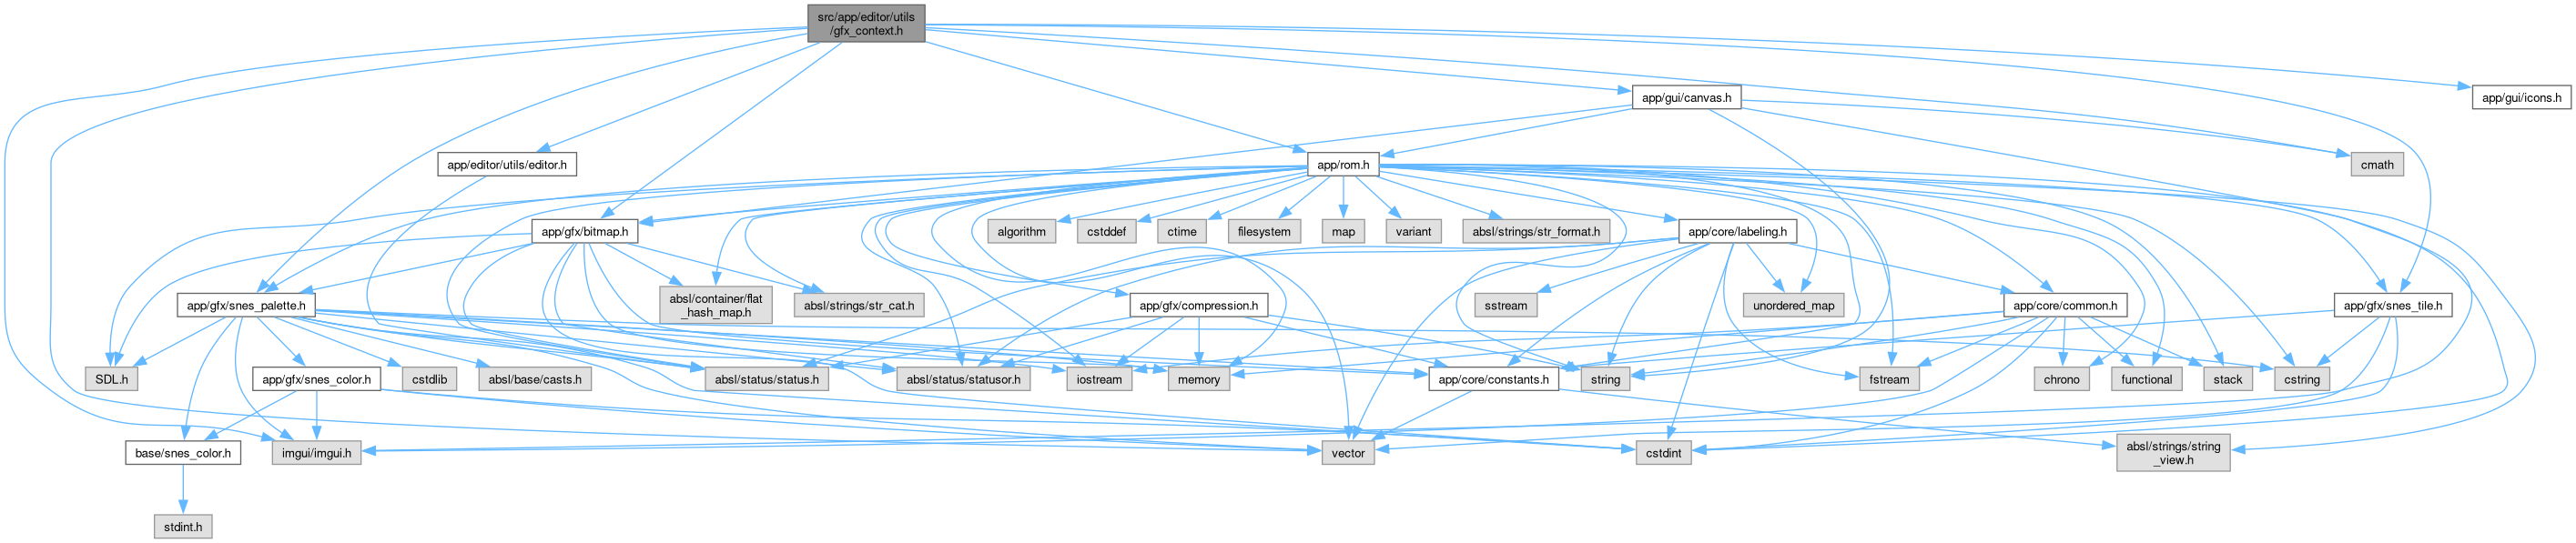 src/app/editor/utils
/gfx_context.h
app/gui/canvas.h
app/gui/icons.h
app/editor/utils/editor.h
app/rom.h
cmath
app/gfx/bitmap.h
algorithm
cstddef
ctime
filesystem
map
variant
absl/strings/str_format.h
app/core/labeling.h
app/gfx/snes_palette.h
absl/container/flat
_hash_map.h
absl/strings/str_cat.h
app/gfx/compression.h
sstream
unordered_map
app/core/common.h
app/gfx/snes_tile.h
SDL.h
app/gfx/snes_color.h
cstdlib
absl/base/casts.h
absl/status/status.h
absl/status/statusor.h
iostream
memory
app/core/constants.h
string
fstream
chrono
functional
stack
cstring
base/snes_color.h
imgui/imgui.h
vector
cstdint
absl/strings/string
_view.h
stdint.h